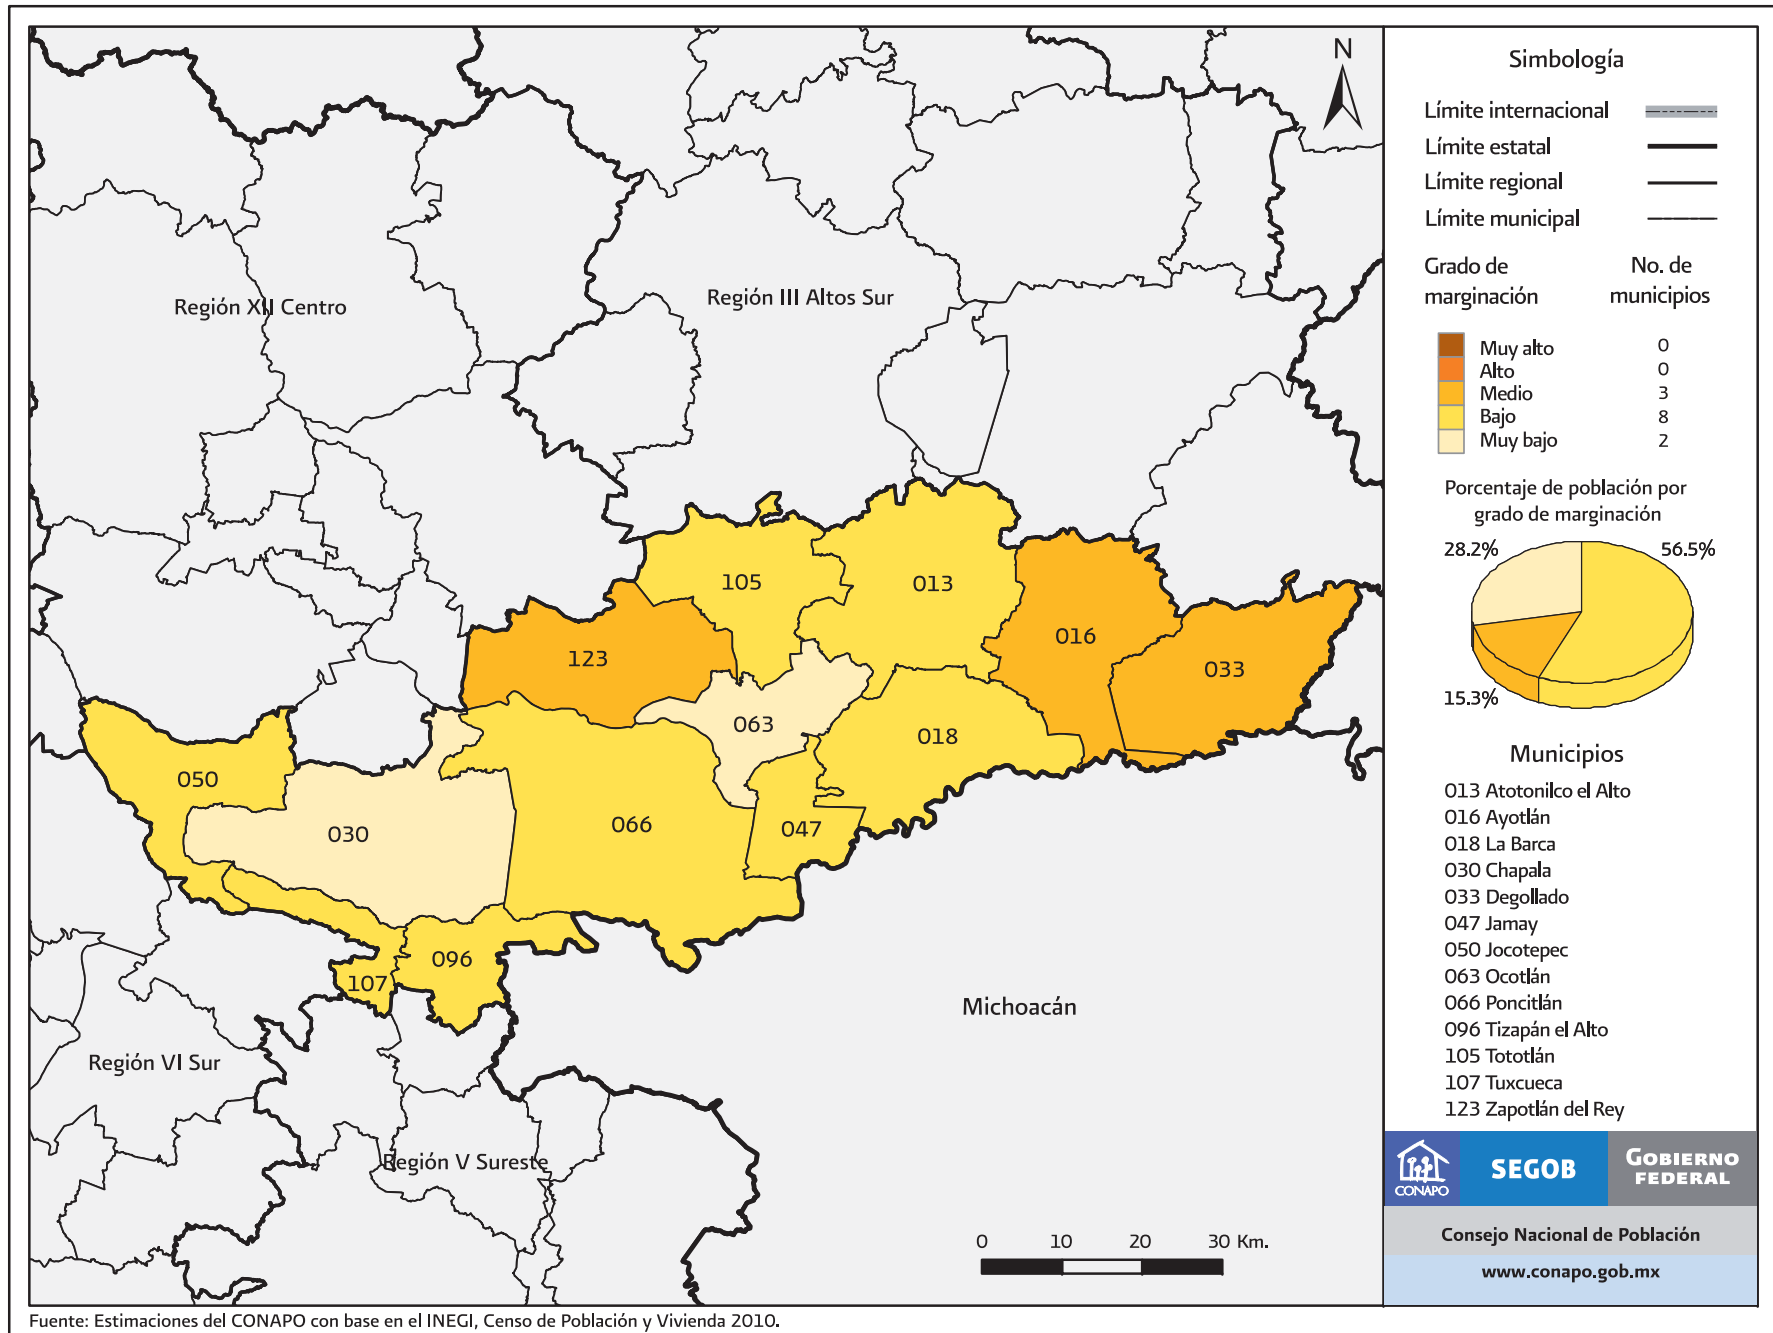 N
Región XII Centro
Región III Altos Sur
105
013
016
123
033
063
018
050
030
066
047
096
107
Michoacán
Región VI Sur
Región V Sureste
0 10 20 30 Km.
Simbología
Límite internacional
Límite estatal
Límite regional
Límite municipal
Grado de marginación
No. de municipios
Muy alto 0
Alto 0
Medio 3
Bajo 8
Muy bajo 2
Porcentaje de población por
grado de marginación
28.2% 56.5%
15.3%
Municipios
013 Atotonilco el Alto
016 Ayotlán
018 La Barca
030 Chapala
033 Degollado
047 Jamay
050 Jocotepec
063 Ocotlán
066 Poncitlán
096 Tizapán el Alto
105 Tototlán
107 Tuxcueca
123 Zapotlán del Rey
CONAPO
SEGOB
GOBIERNO
FEDERAL
Consejo Nacional de Población
www.conapo.gob.mx
Fuente: Estimaciones del CONAPO con base en el INEGI, Censo de Población y Vivienda 2010.